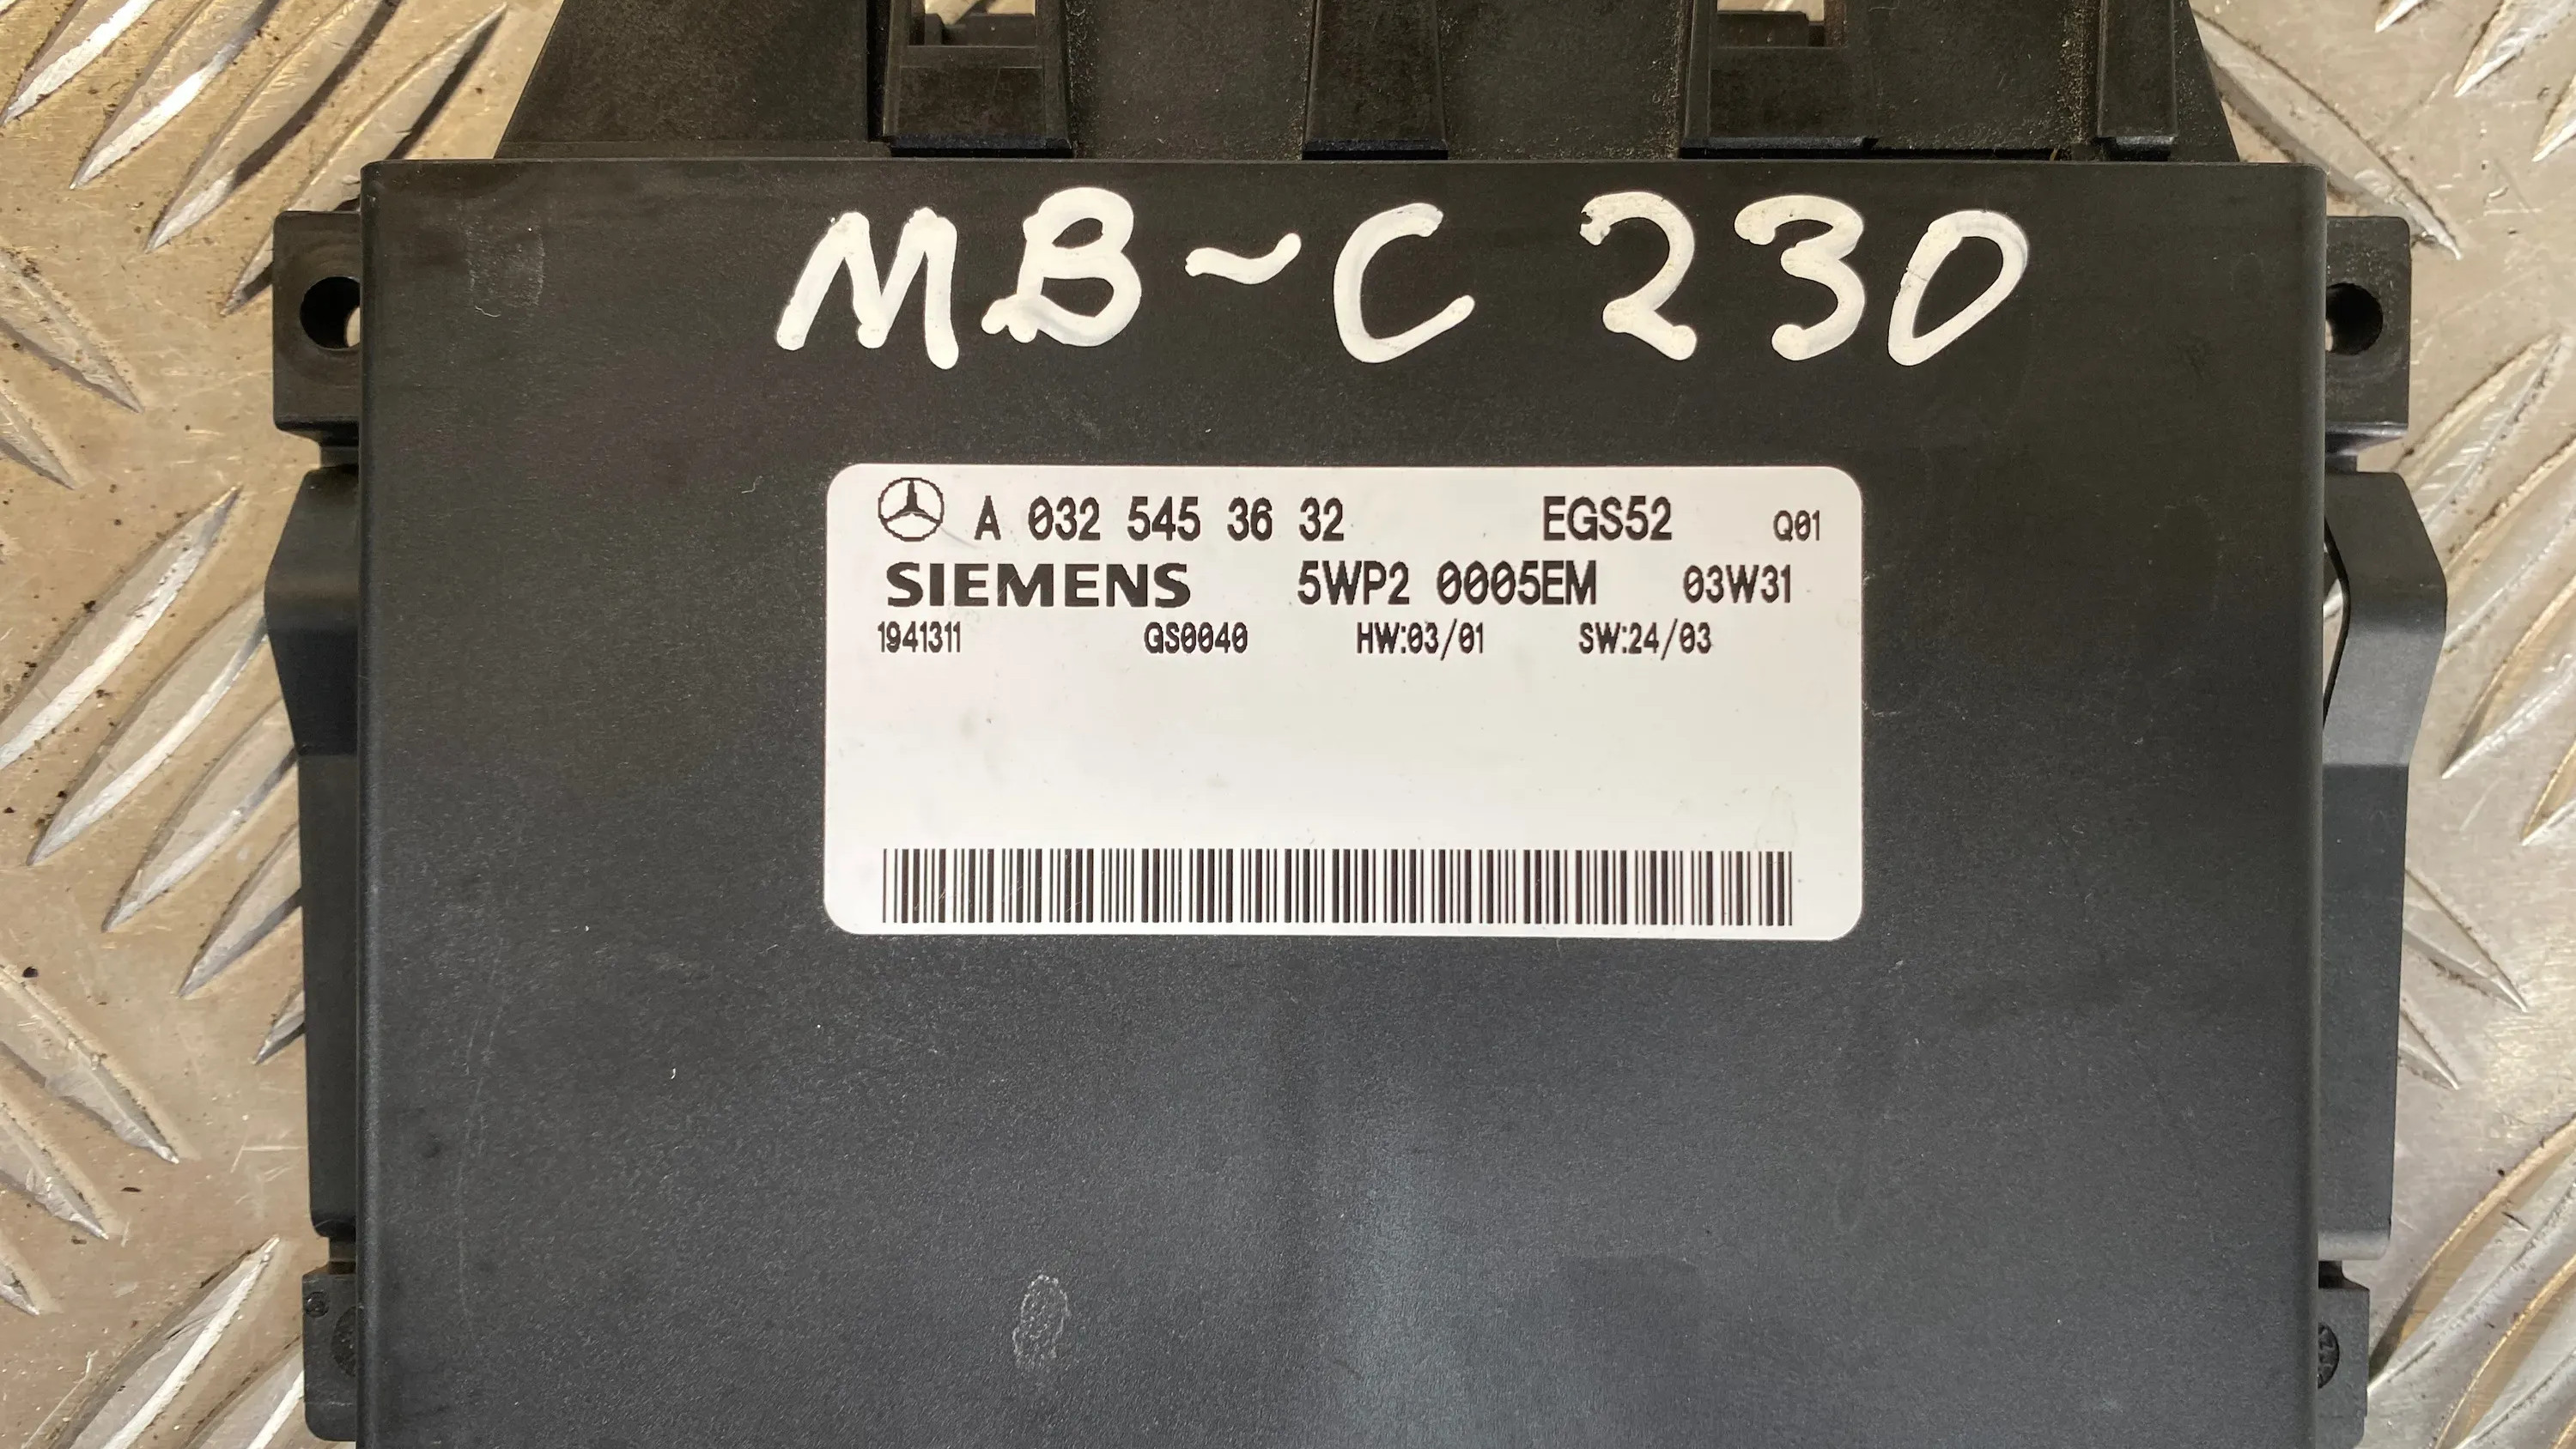 MB-C 230
A 032 545 36 32 EGS52 Q01
SIEMENS 5WP2 0005EM 03W31
1941311 GS0040 HW:03/01 SW:24/03